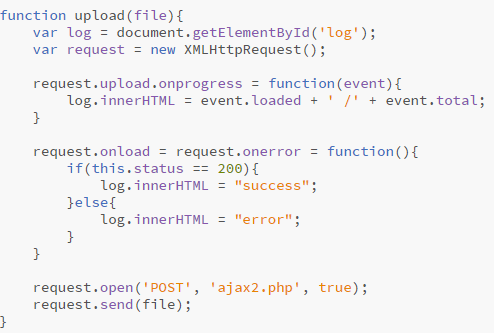 function upload(file){
    var log = document.getElementById('log');
    var request = new XMLHttpRequest();

    request.upload.onprogress = function(event){
        log.innerHTML = event.loaded + ' /' + event.total;
    }

    request.onload = request.onerror = function(){
        if(this.status == 200){
            log.innerHTML = "success";
        }else{
            log.innerHTML = "error";
        }
    }

    request.open('POST', 'ajax2.php', true);
    request.send(file);
}